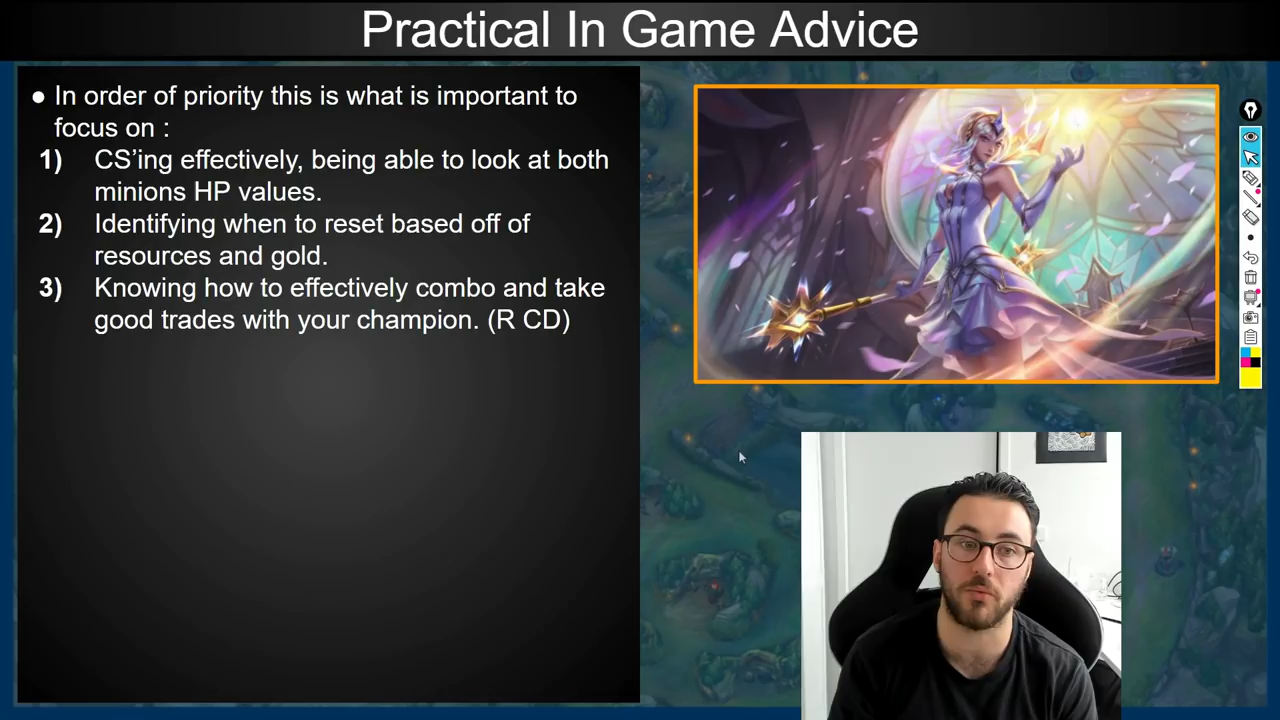 Practical In Game Advice
● In order of priority this is what is important to
focus on :
1) CS'ing effectively, being able to look at both
minions HP values.
2) Identifying when to reset based off of
resources and gold.
3) Knowing how to effectively combo and take
good trades with your champion. (R CD)